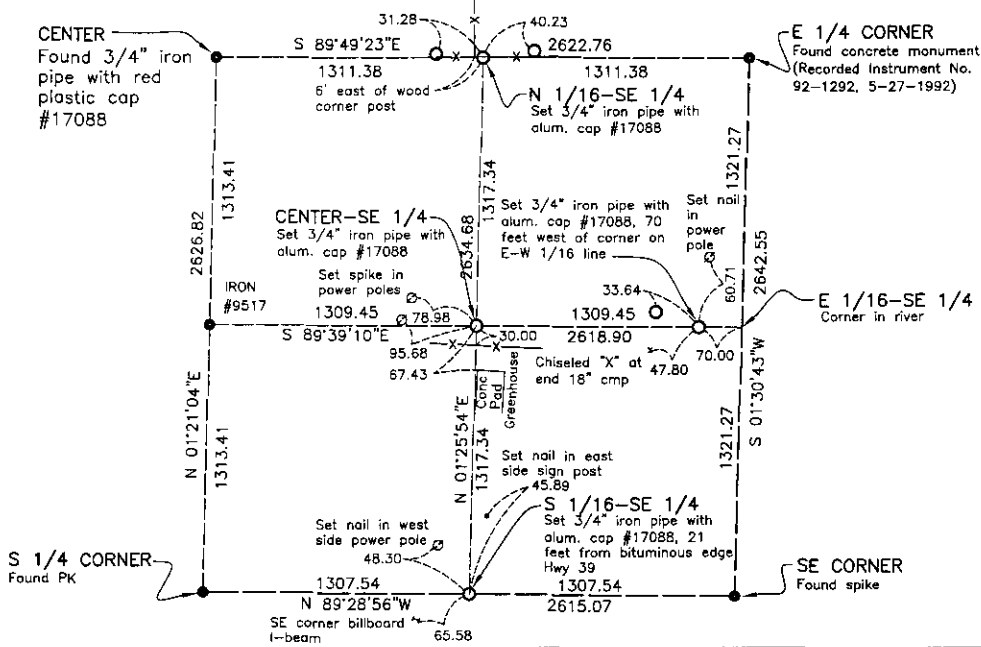 31.28
40.23
CENTER
Found 3/4" iron
pipe with red
plastic cap
#17088
S 89°49'23"E
2622.76
1311.38
1311.38
E 1/4 CORNER
Found concrete monument
(Recorded Instrument No.
92-1292, 5-27-1992)
6' east of wood
corner post
N 1/16-SE 1/4
Set 3/4" iron pipe with
alum. cap #17088
1313.41
2626.82
1317.34
2634.68
1321.27
2642.55
CENTER-SE 1/4
Set 3/4" iron pipe with
alum. cap #17088
Set 3/4" iron pipe with
alum. cap #17088, 70
feet west of corner on
E-W 1/16 line
Set nail
in
power
pole
60.71
Set spike in
power poles
IRON
#9517
33.64
E 1/16-SE 1/4
Corner in river
1309.45
78.98
1309.45
S 89°39'10"E
30.00
2618.90
95.68
67.43
Chiseled "X" at
end 18" cmp
47.80
70.00
Conc
Pad
Greenhouse
N 01°21'04"E
1313.41
N 01°25'54"E
1317.34
S 01°30'43"W
1321.27
Set nail in east
side sign post
45.89
S 1/16-SE 1/4
Set 3/4" iron pipe with
alum. cap #17088, 21
feet from bituminous edge
Hwy 39
Set nail in west
side power pole
48.30
S 1/4 CORNER
Found PK
SE CORNER
Found spike
1307.54
1307.54
N 89°28'56"W
2615.07
SE corner billboard
I-beam
65.58